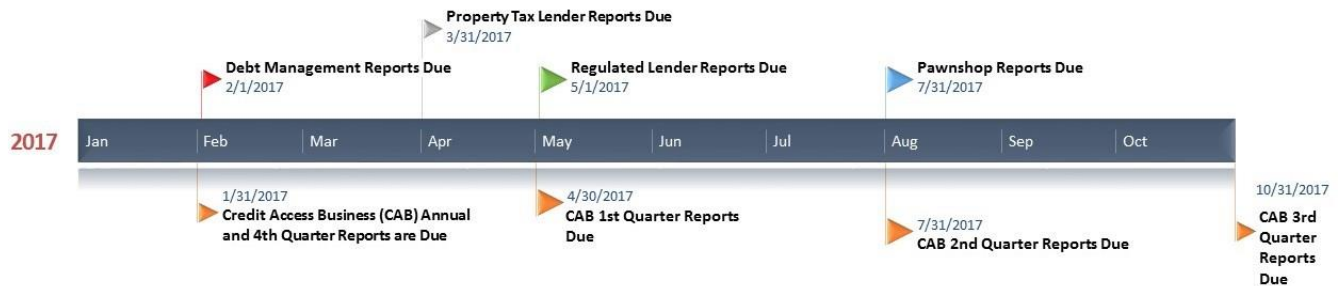 Property Tax Lender Reports Due
3/31/2017
Debt Management Reports Due
2/1/2017
Regulated Lender Reports Due
5/1/2017
Pawnshop Reports Due
7/31/2017
2017
Jan
Feb
Mar
Apr
May
Jun
Jul
Aug
Sep
Oct
1/31/2017
Credit Access Business (CAB) Annual
and 4th Quarter Reports are Due
4/30/2017
CAB 1st Quarter Reports
Due
7/31/2017
CAB 2nd Quarter Reports Due
10/31/2017
CAB 3rd
Quarter
Reports
Due